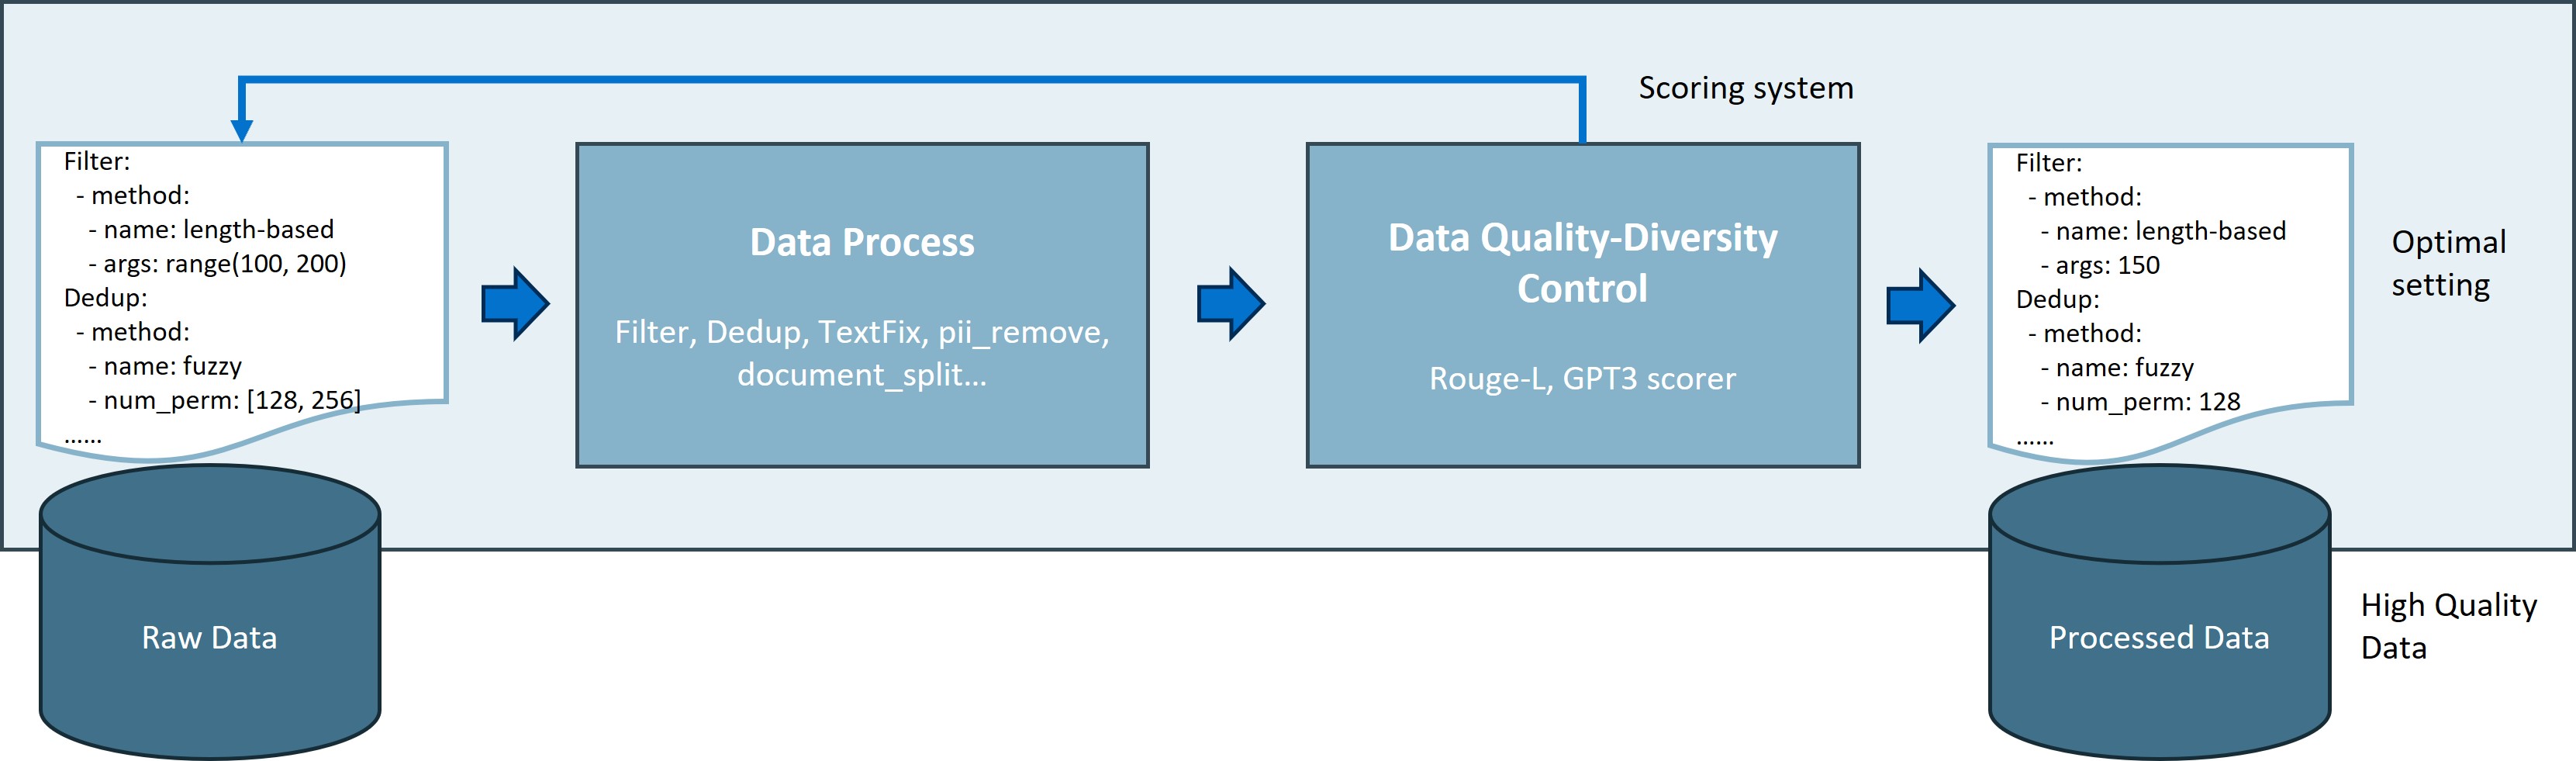 Scoring system
Filter:
- method:
- name: length-based
- args: range(100, 200)
Dedup:
- method:
- name: fuzzy
- num_perm: [128, 256]
......
Data Process
Filter, Dedup, TextFix, pii_remove,
document_split...
Data Quality-Diversity
Control
Rouge-L, GPT3 scorer
Filter:
- method:
- name: length-based
- args: 150
Dedup:
- method:
- name: fuzzy
- num_perm: 128
......
Optimal
setting
Raw Data
Processed Data
High Quality
Data